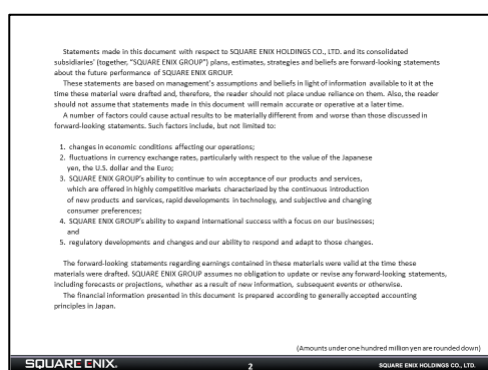 Statements made in this document with respect to SQUARE ENIX HOLDINGS CO., LTD. and its consolidated
subsidiaries' (together, "SQUARE ENIX GROUP") plans, estimates, strategies and beliefs are forward-looking statements
about the future performance of SQUARE ENIX GROUP.
These statements are based on management's assumptions and beliefs in light of information available to it at the
time these material were drafted and, therefore, the reader should not place undue reliance on them. Also, the reader
should not assume that statements made in this document will remain accurate or operative at a later time.
A number of factors could cause actual results to be materially different from and worse than those discussed in
forward-looking statements. Such factors include, but not limited to:
1. changes in economic conditions affecting our operations;
2. fluctuations in currency exchange rates, particularly with respect to the value of the Japanese
yen, the U.S. dollar and the Euro;
3. SQUARE ENIX GROUP's ability to continue to win acceptance of our products and services,
which are offered in highly competitive markets characterized by the continuous introduction
of new products and services, rapid developments in technology, and subjective and changing
consumer preferences;
4. SQUARE ENIX GROUP's ability to expand international success with a focus on our businesses;
and
5. regulatory developments and changes and our ability to respond and adapt to those changes.
The forward-looking statements regarding earnings contained in these materials were valid at the time these
materials were drafted. SQUARE ENIX GROUP assumes no obligation to update or revise any forward-looking statements,
including forecasts or projections, whether as a result of new information, subsequent events or otherwise.
The financial information presented in this document is prepared according to generally accepted accounting
principles in Japan.
(Amounts under one hundred million yen are rounded down)
SQUARE ENIX.
2
SQUARE ENIX HOLDINGS CO., LTD.